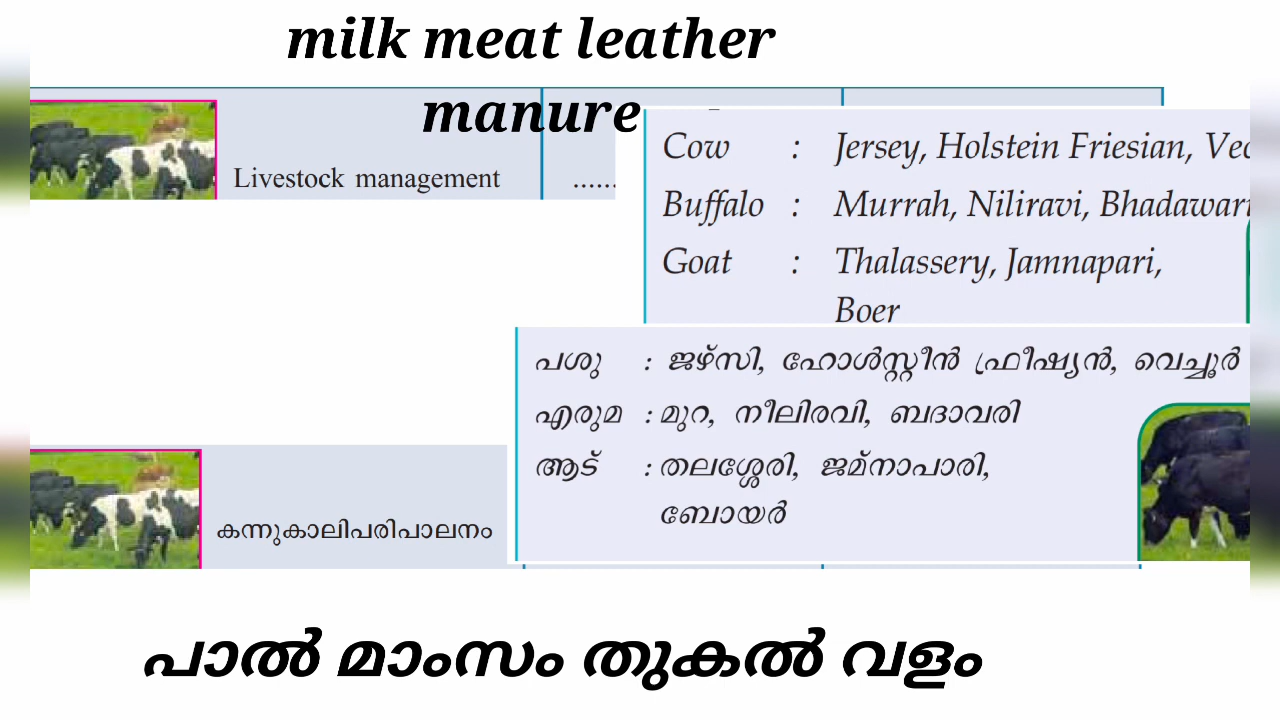 milk meat leather
manure
Livestock management ......
Cow : Jersey, Holstein Friesian,
Buffalo : Murrah, Niliravi, Bhadawari
Goat : Thalassery, Jamnapari,
Boer
പശു : ജഴ്സി, ഹോൾസ്റ്റീൻ ഫ്രീഷ്യൻ, വെച്ചൂർ
എരുമ : മുറ, നീലിരവി, ബദാവരി
ആട് : തലശ്ശേരി, ജമ്നാപാരി,
ബോയർ
കന്നുകാലിപരിപാലനം
പാൽ മാംസം തുകൽ വളം